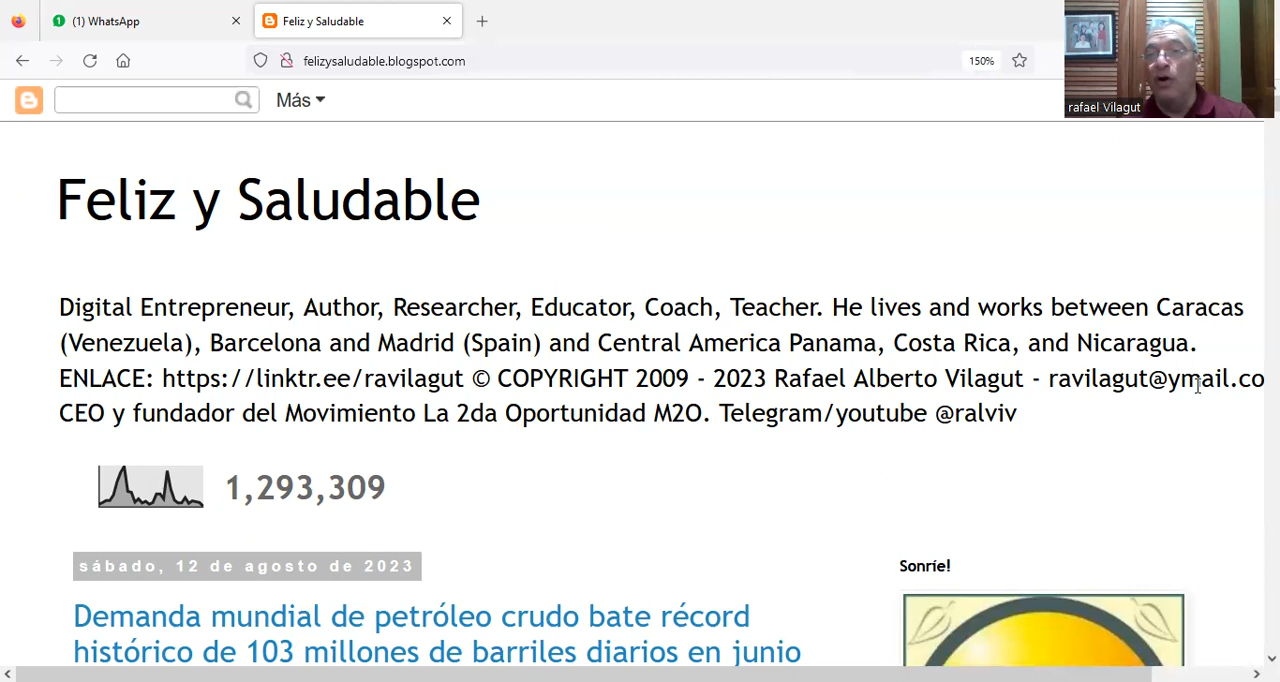 (1) WhatsApp
Feliz y Saludable
felizysaludable.blogspot.com
150%
Más
rafael Vilagut
Feliz y Saludable
Digital Entrepreneur, Author, Researcher, Educator, Coach, Teacher. He lives and works between Caracas
(Venezuela), Barcelona and Madrid (Spain) and Central America Panama, Costa Rica, and Nicaragua.
ENLACE: https://linktr.ee/ravilagut © COPYRIGHT 2009 - 2023 Rafael Alberto Vilagut - ravilagut@ymail.co
CEO y fundador del Movimiento La 2da Oportunidad M2O. Telegram/youtube @ralviv
1,293,309
sábado, 12 de agosto de 2023
Sonríe!
Demanda mundial de petróleo crudo bate récord
histórico de 103 millones de barriles diarios en junio